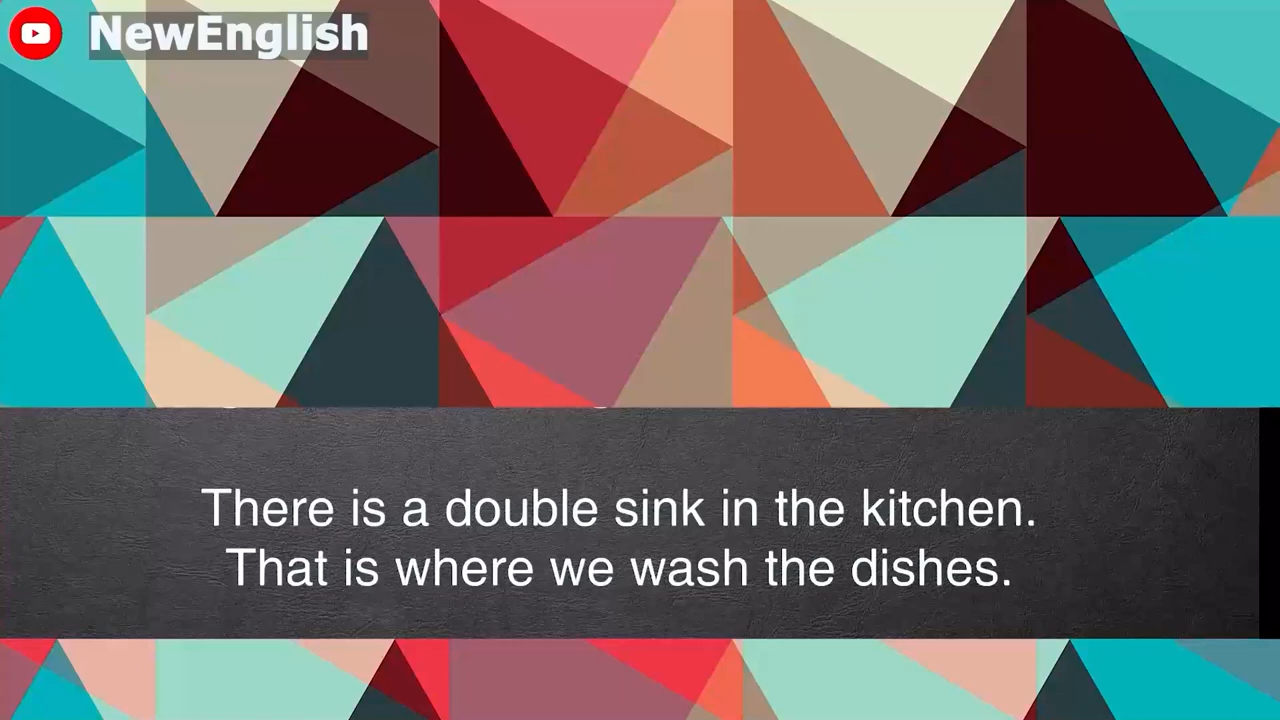 NewEnglish
There is a double sink in the kitchen.
That is where we wash the dishes.